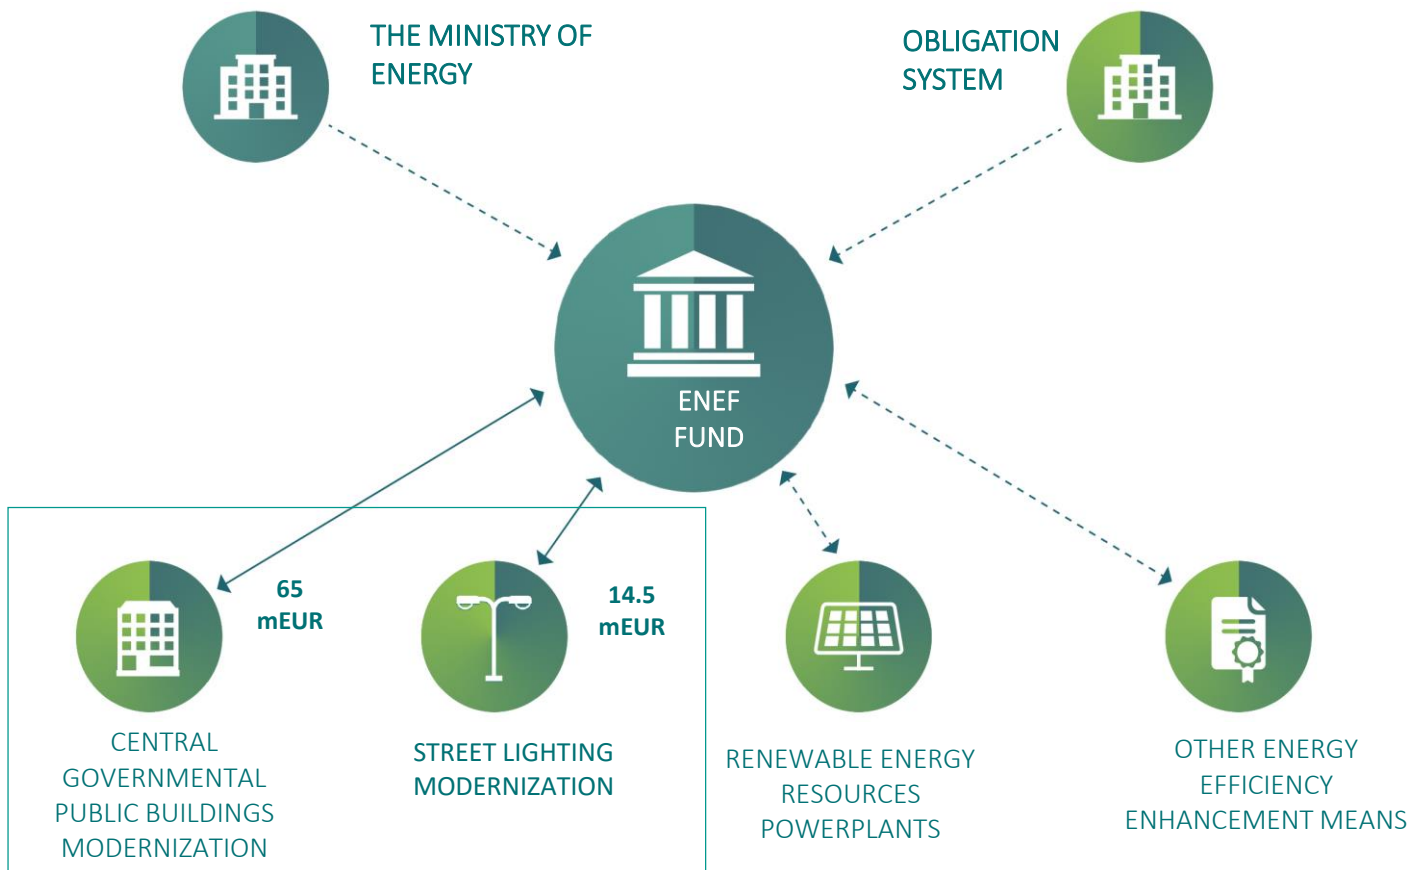 THE MINISTRY OF
ENERGY
OBLIGATION
SYSTEM
ENEF
FUND
65
mEUR
14.5
mEUR
CENTRAL
GOVERNMENTAL
PUBLIC BUILDINGS
MODERNIZATION
STREET LIGHTING
MODERNIZATION
RENEWABLE ENERGY
RESOURCES
POWERPLANTS
OTHER ENERGY
EFFICIENCY
ENHANCEMENT MEANS